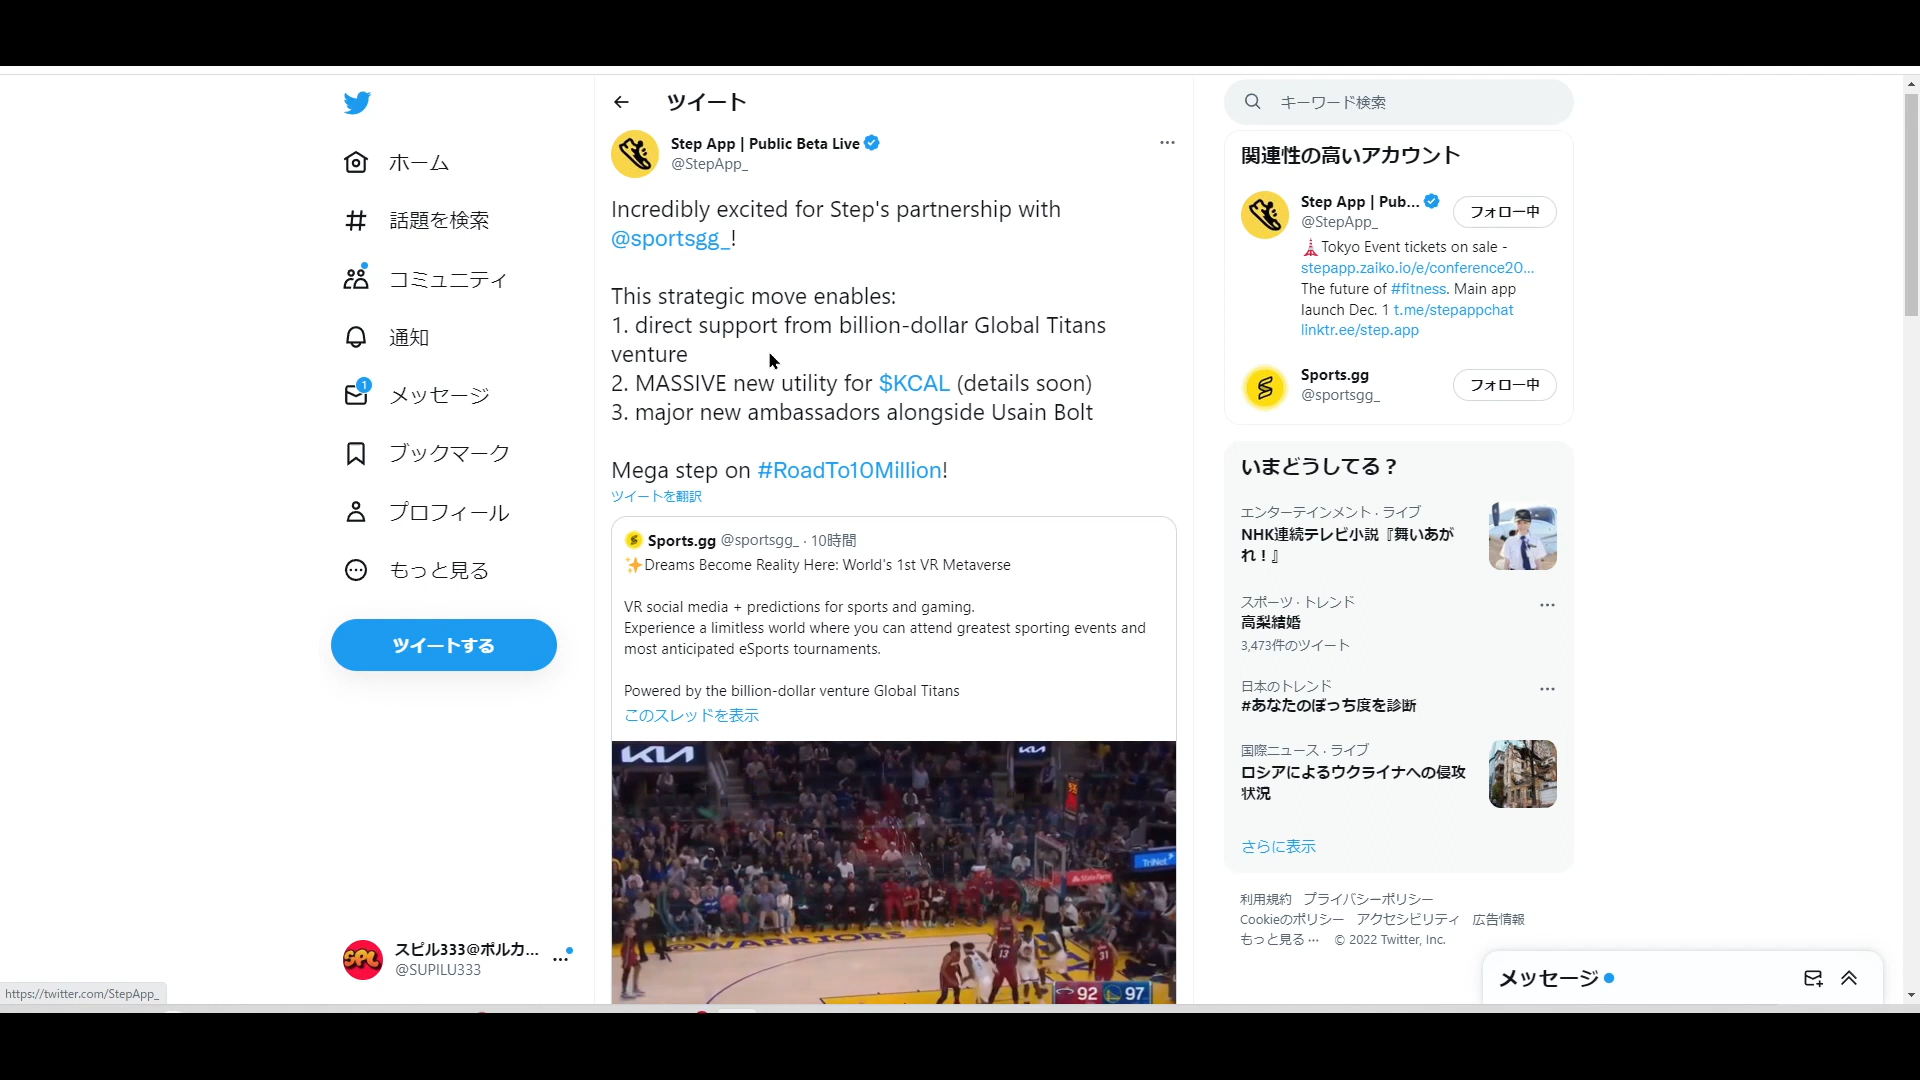 ホーム
話題を検索
コミュニティ
通知
1
メッセージ
ブックマーク
プロフィール
もっと見る
ツイートする
SPL
スピル333@ポルカ...
@SUPILU333
https://twitter.com/StepApp_
ツイート
Step App | Public Beta Live
@StepApp_
Incredibly excited for Step's partnership with
@sportsgg_!
This strategic move enables:
1. direct support from billion-dollar Global Titans
venture
2. MASSIVE new utility for $KCAL (details soon)
3. major new ambassadors alongside Usain Bolt
Mega step on #RoadTo10Million!
ツイートを翻訳
Sports.gg @sportsgg_ · 10時間
✨Dreams Become Reality Here: World's 1st VR Metaverse
VR social media + predictions for sports and gaming.
Experience a limitless world where you can attend greatest sporting events and
most anticipated eSports tournaments.
Powered by the billion-dollar venture Global Titans
このスレッドを表示
KIA
KIA
TriNet
StateFarm
WARRIORS
13
31
92 97
キーワード検索
関連性の高いアカウント
Step App | Pub...
フォロー中
@StepApp_
🗼Tokyo Event tickets on sale -
stepapp.zaiko.io/e/conference20...
The future of #fitness. Main app
launch Dec. 1 t.me/stepappchat
linktr.ee/step.app
Sports.gg
フォロー中
@sportsgg_
いまどうしてる？
エンターテインメント · ライブ
NHK連続テレビ小説『舞いあが
れ！』
スポーツ · トレンド
高梨結婚
3,473件のツイート
日本のトレンド
#あなたのぼっち度を診断
国際ニュース · ライブ
ロシアによるウクライナへの侵攻
状況
さらに表示
利用規約 プライバシーポリシー
Cookieのポリシー アクセシビリティ 広告情報
もっと見る ... © 2022 Twitter, Inc.
メッセージ